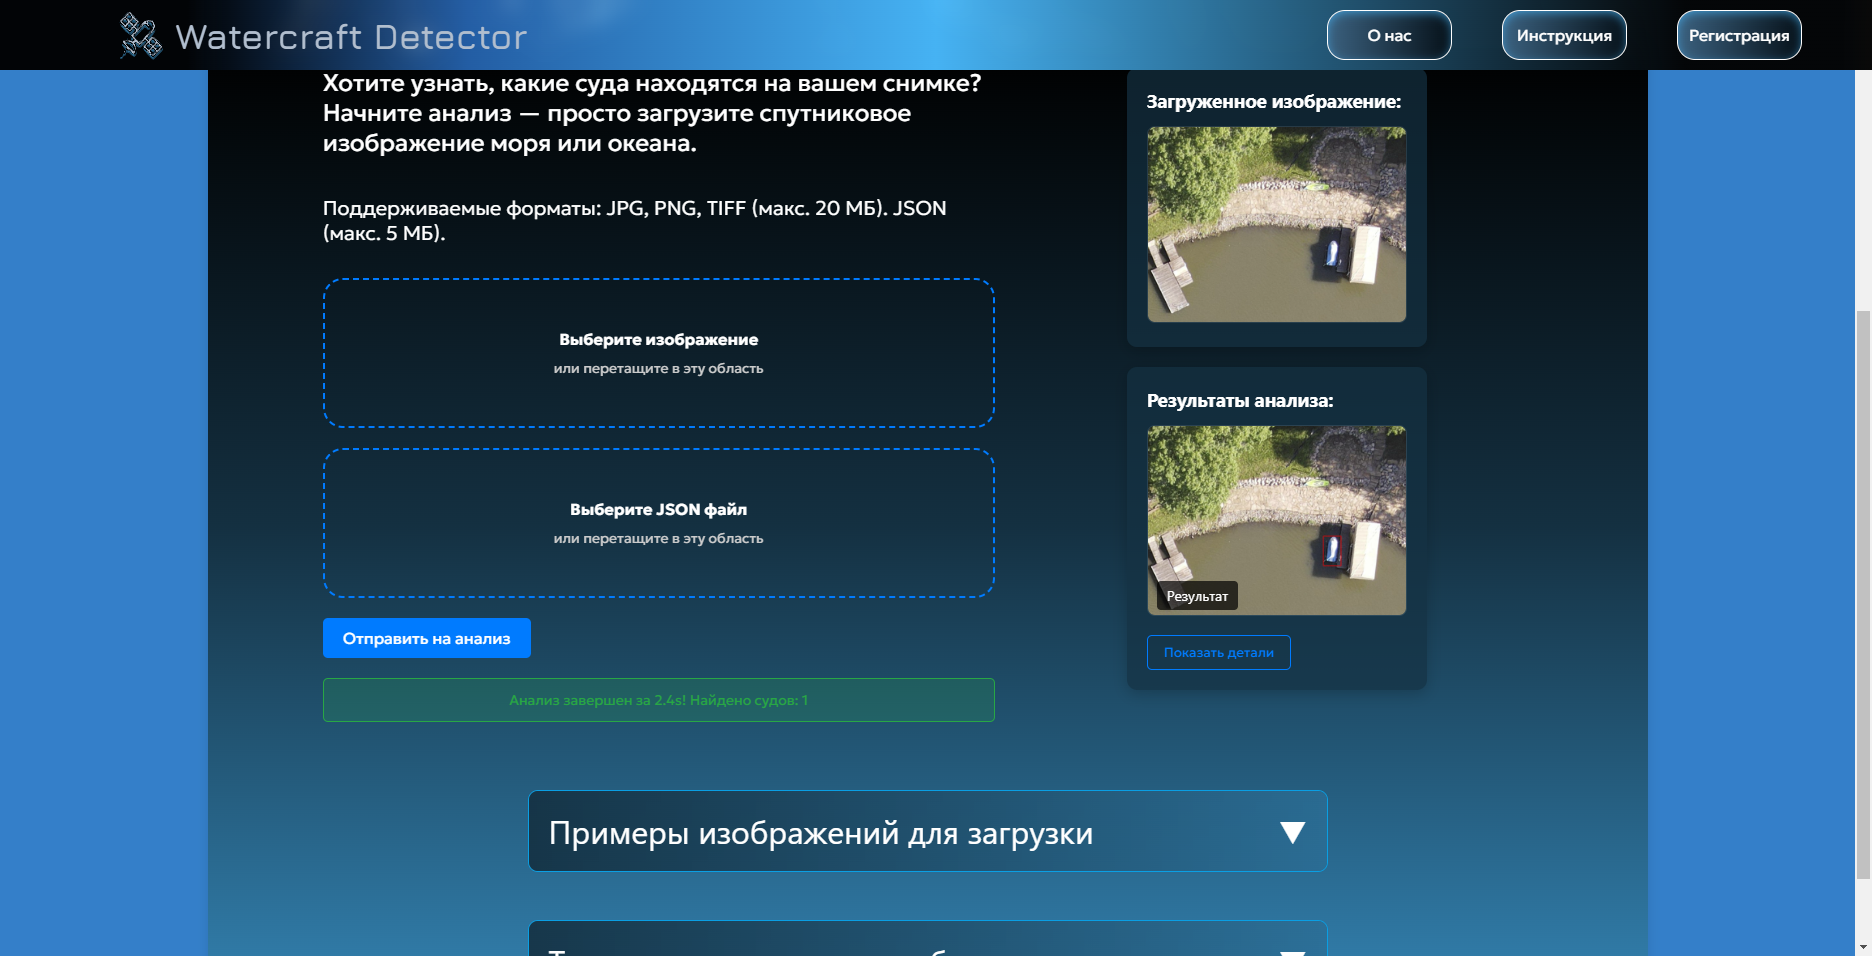 Watercraft Detector
О нас
Инструкция
Регистрация
Хотите узнать, какие суда находятся на вашем снимке?
Начните анализ — просто загрузите спутниковое
изображение моря или океана.
Поддерживаемые форматы: JPG, PNG, TIFF (макс. 20 МБ). JSON
(макс. 5 МБ).
Выберите изображение
или перетащите в эту область
Выберите JSON файл
или перетащите в эту область
Отправить на анализ
Анализ завершен за 2.4s! Найдено судов: 1
Загруженное изображение:
Результаты анализа:
Результат
Показать детали
Примеры изображений для загрузки